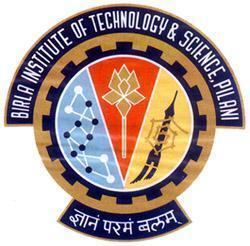 BIRLA INSTITUTE OF TECHNOLOGY & SCIENCE, PILANI
ज्ञानं परमं बलम